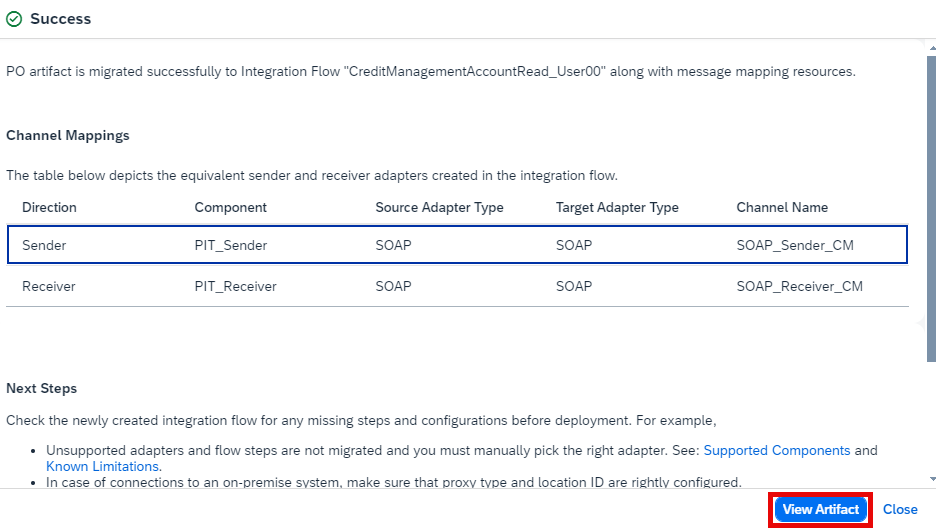 Success
PO artifact is migrated successfully to Integration Flow "CreditManagementAccountRead_User00" along with message mapping resources.
Channel Mappings
The table below depicts the equivalent sender and receiver adapters created in the integration flow.
Direction Component Source Adapter Type Target Adapter Type Channel Name
Sender PIT_Sender SOAP SOAP SOAP_Sender_CM
Receiver PIT_Receiver SOAP SOAP SOAP_Receiver_CM
Next Steps
Check the newly created integration flow for any missing steps and configurations before deployment. For example,
• Unsupported adapters and flow steps are not migrated and you must manually pick the right adapter. See: Supported Components and
Known Limitations.
• In case of connections to an on-premise system, make sure that proxy type and location ID are rightly configured.
View Artifact Close